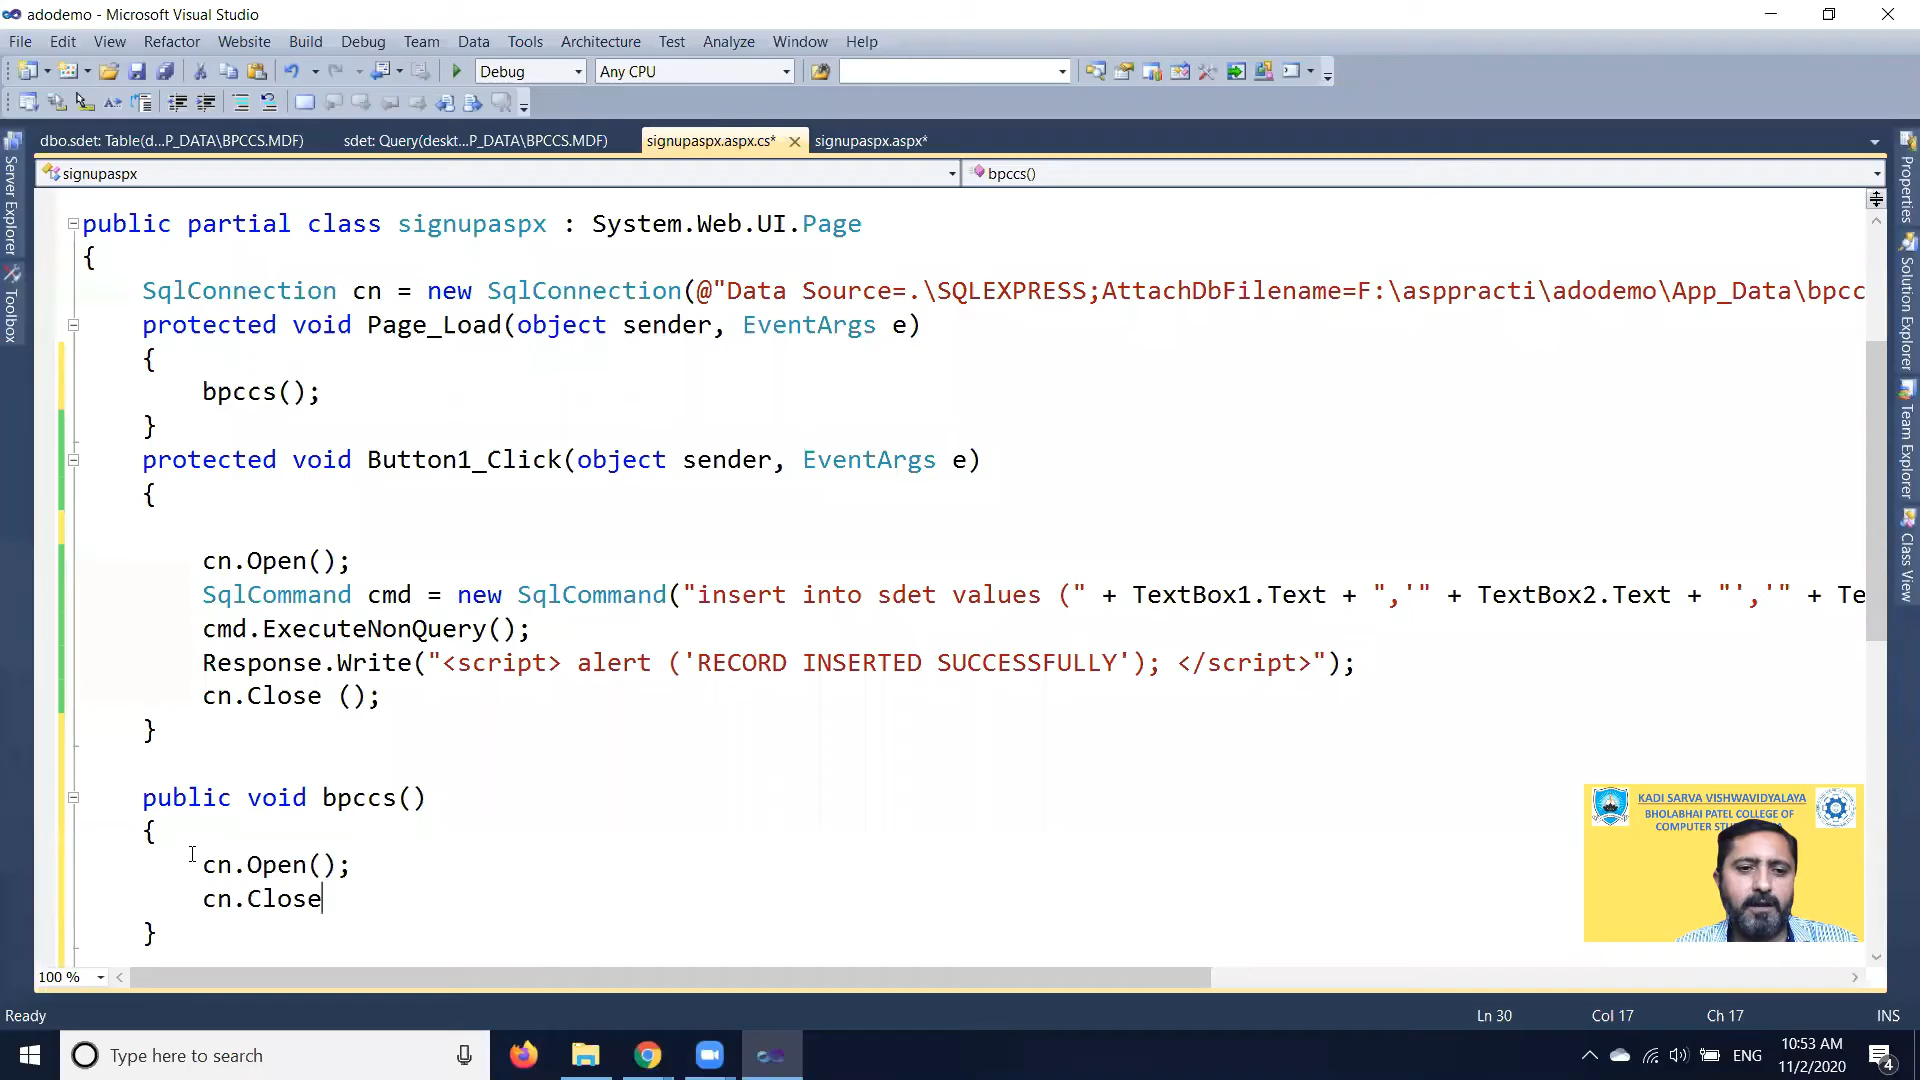 adodemo - Microsoft Visual Studio
File Edit View Refactor Website Build Debug Team Data Tools Architecture Test Analyze Window Help
Debug Any CPU
dbo.sdet: Table(d...P_DATA\BPCCS.MDF) sdet: Query(deskt...P_DATA\BPCCS.MDF) signupaspx.aspx.cs* signupaspx.aspx*
signupaspx bpccs()
public partial class signupaspx : System.Web.UI.Page
{
SqlConnection cn = new SqlConnection(@"Data Source=.\SQLEXPRESS;AttachDbFilename=F:\asppracti\adodemo\App_Data\bpcc
protected void Page_Load(object sender, EventArgs e)
{
bpccs();
}
protected void Button1_Click(object sender, EventArgs e)
{
cn.Open();
SqlCommand cmd = new SqlCommand("insert into sdet values (" + TextBox1.Text + ",'" + TextBox2.Text + "','" + Te
cmd.ExecuteNonQuery();
Response.Write("<script> alert ('RECORD INSERTED SUCCESSFULLY'); </script>");
cn.Close ();
}
public void bpccs()
{
cn.Open();
cn.Close
}
Server Explorer
Toolbox
Properties
Solution Explorer
Team Explorer
Class View
KADI SARVA VISHWAVIDYALAYA
BHOLABHAI PATEL COLLEGE OF
COMPUTER
100 %
Ready Ln 30 Col 17 Ch 17 INS
Type here to search
ENG
10:53 AM
11/2/2020
4